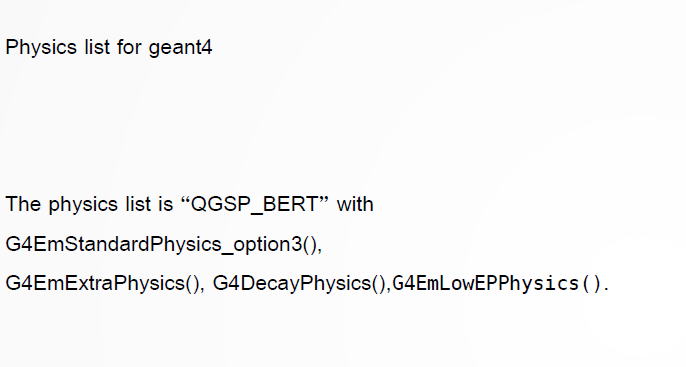 Physics list for geant4
The physics list is “QGSP_BERT” with
G4EmStandardPhysics_option3(),
G4EmExtraPhysics(), G4DecayPhysics(),G4EmLowEPPhysics().